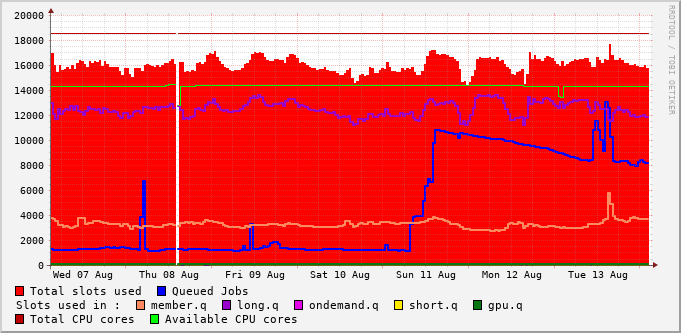 20000
18000
16000
14000
12000
10000
8000
6000
4000
2000
0
Wed 07 Aug Thu 08 Aug Fri 09 Aug Sat 10 Aug Sun 11 Aug Mon 12 Aug Tue 13 Aug
Total slots used Queued Jobs
Slots used in : member.q long.q ondemand.q short.q gpu.q
Total CPU cores Available CPU cores
RRDTOOL / TOBI OETIKER